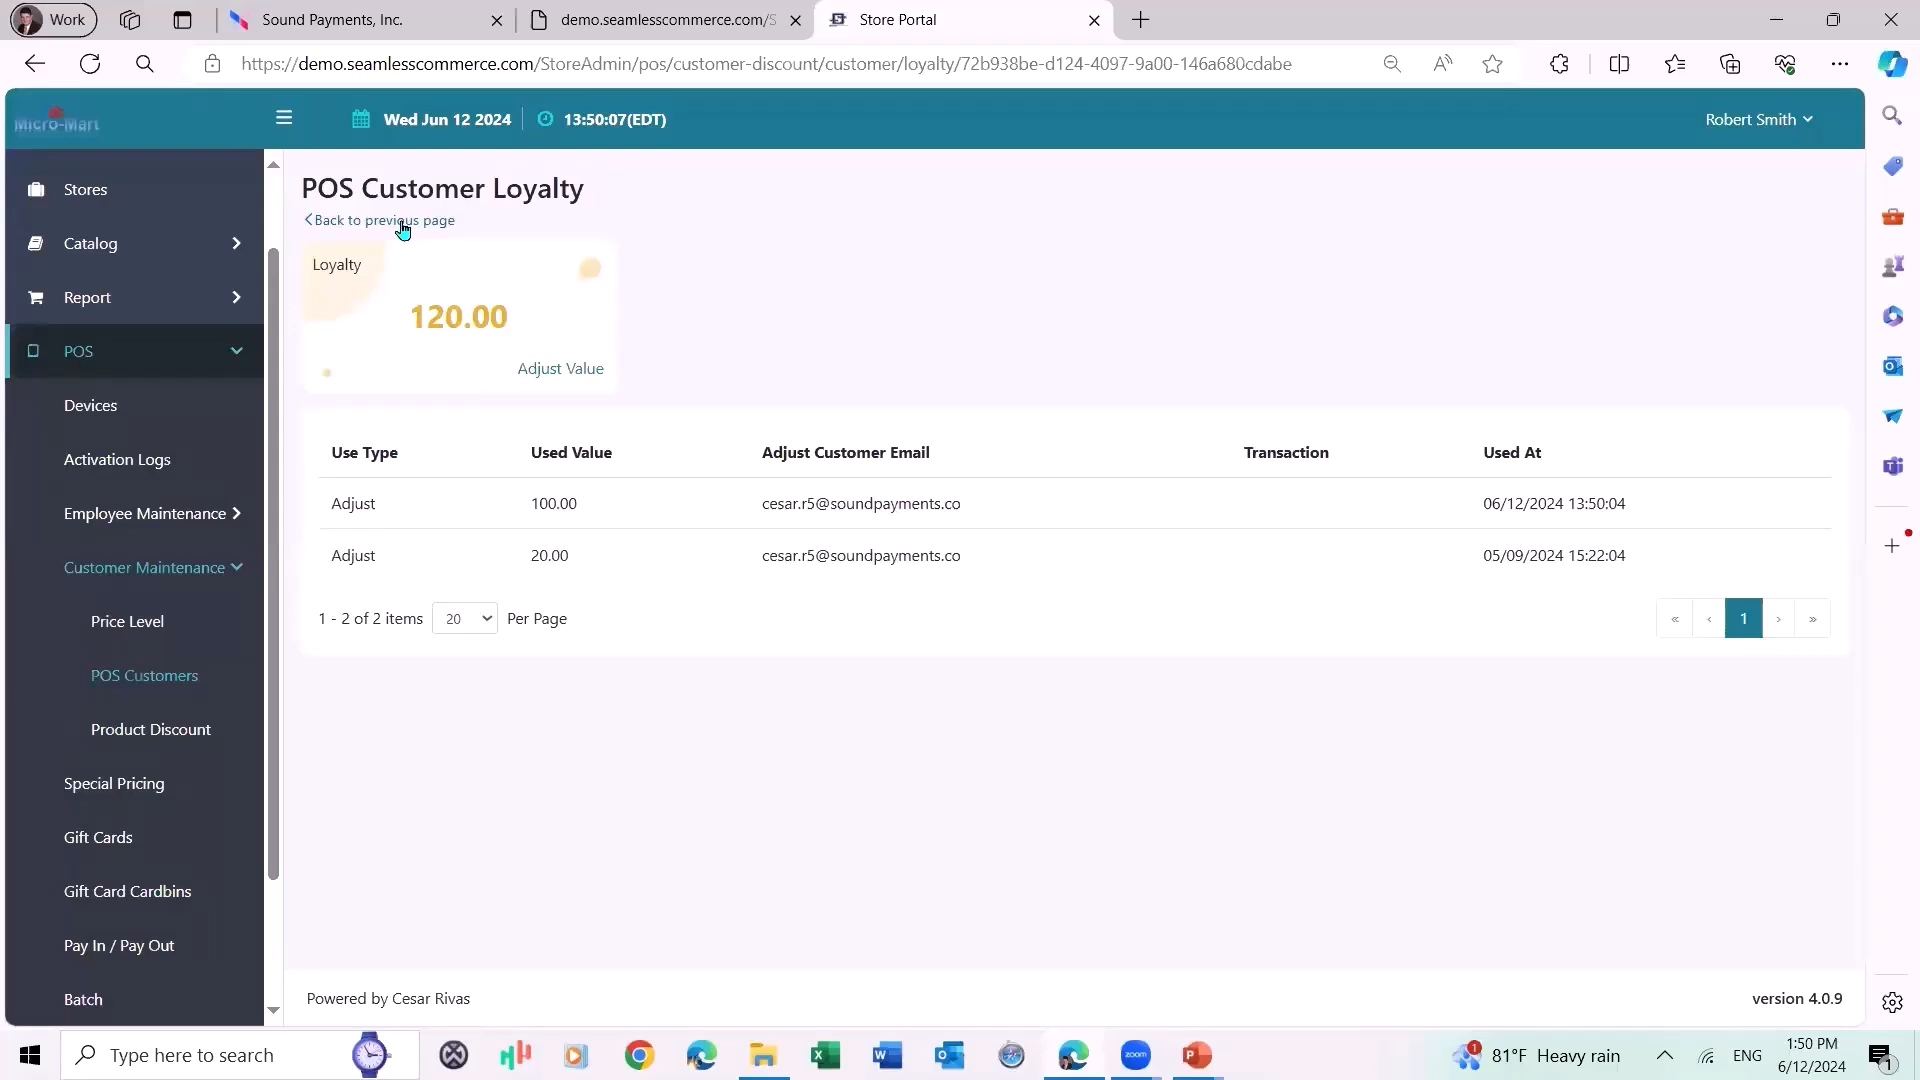 Work
Sound Payments, Inc.
demo.seamlesscommerce.com/S
Store Portal
https://demo.seamlesscommerce.com/StoreAdmin/pos/customer-discount/customer/loyalty/72b938be-d124-4097-9a00-146a680cdabe
Micro-Mart
Wed Jun 12 2024
13:50:07(EDT)
Robert Smith
Stores
Catalog
Report
POS
Devices
Activation Logs
Employee Maintenance
Customer Maintenance
Price Level
POS Customers
Product Discount
Special Pricing
Gift Cards
Gift Card Cardbins
Pay In / Pay Out
Batch
POS Customer Loyalty
Back to previous page
Loyalty
120.00
Adjust Value
Use Type Used Value Adjust Customer Email Transaction Used At
Adjust 100.00 cesar.r5@soundpayments.co 06/12/2024 13:50:04
Adjust 20.00 cesar.r5@soundpayments.co 05/09/2024 15:22:04
1 - 2 of 2 items 20 Per Page
« ‹ 1 › »
Powered by Cesar Rivas
version 4.0.9
Type here to search
zoom
81°F Heavy rain
ENG
1:50 PM
6/12/2024